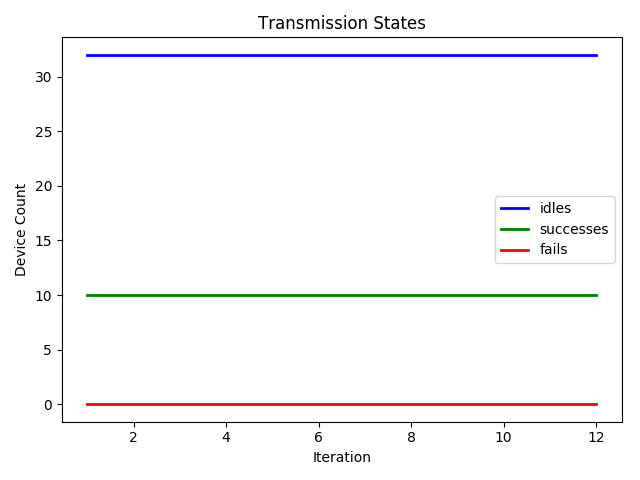 Transmission States
Device Count
30
25
20
15
10
5
0
idles
successes
fails
2 4 6 8 10 12
Iteration